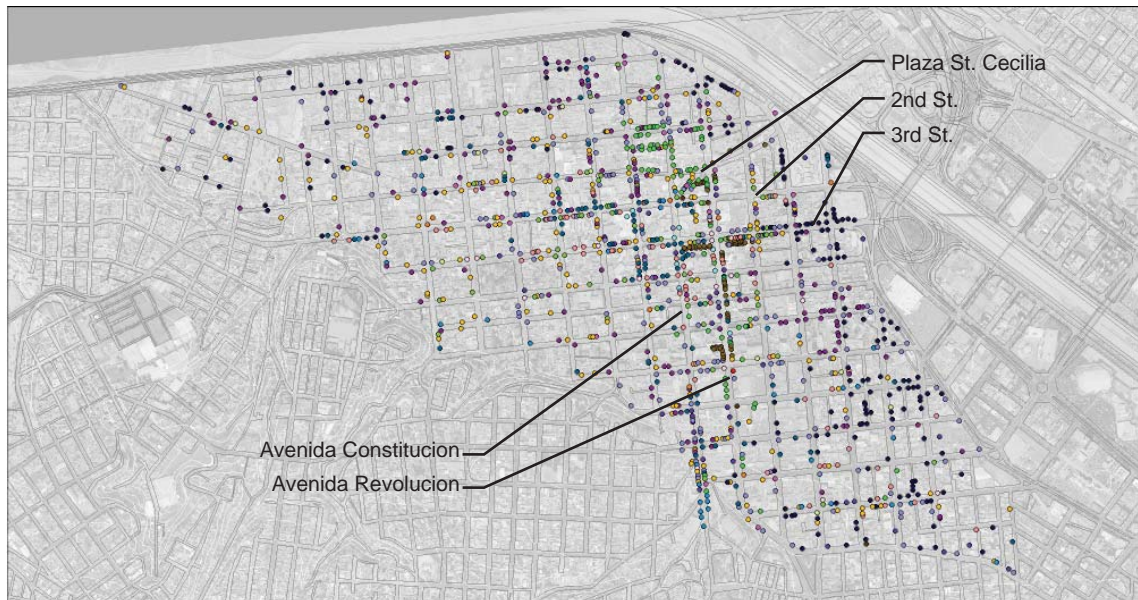 Plaza St. Cecilia
2nd St.
3rd St.
Avenida Constitucion
Avenida Revolucion